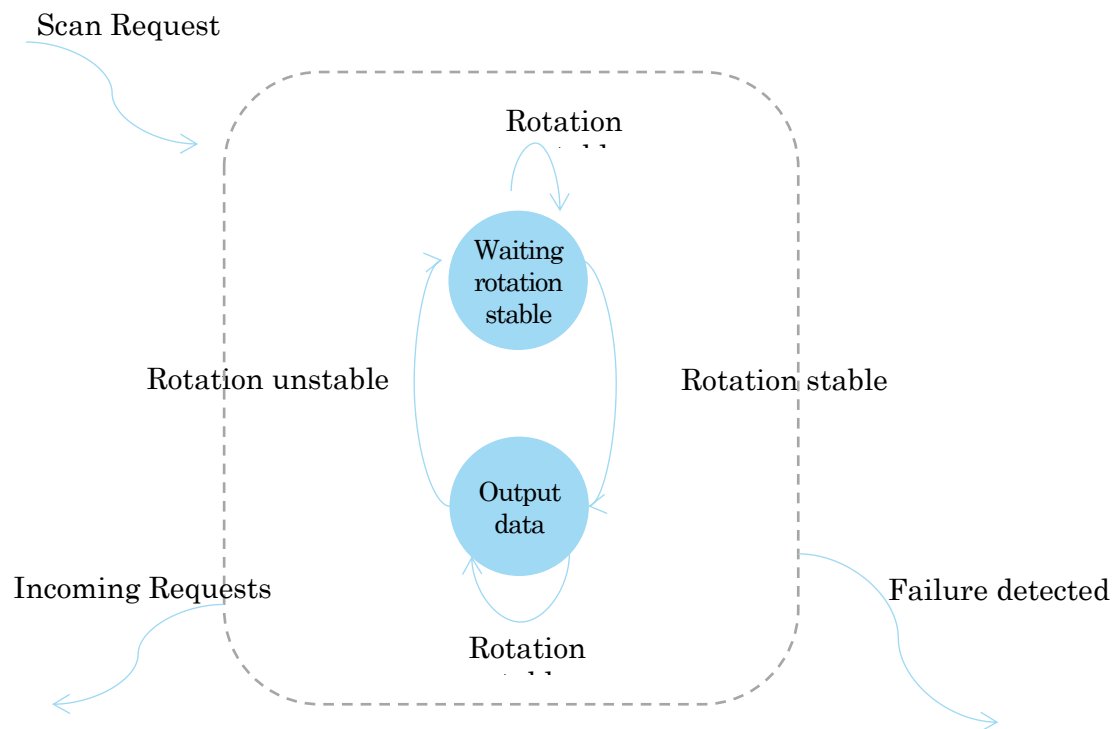 Scan Request
Rotation
Waiting
rotation
stable
Rotation unstable
Rotation stable
Output
data
Incoming Requests
Failure detected
Rotation